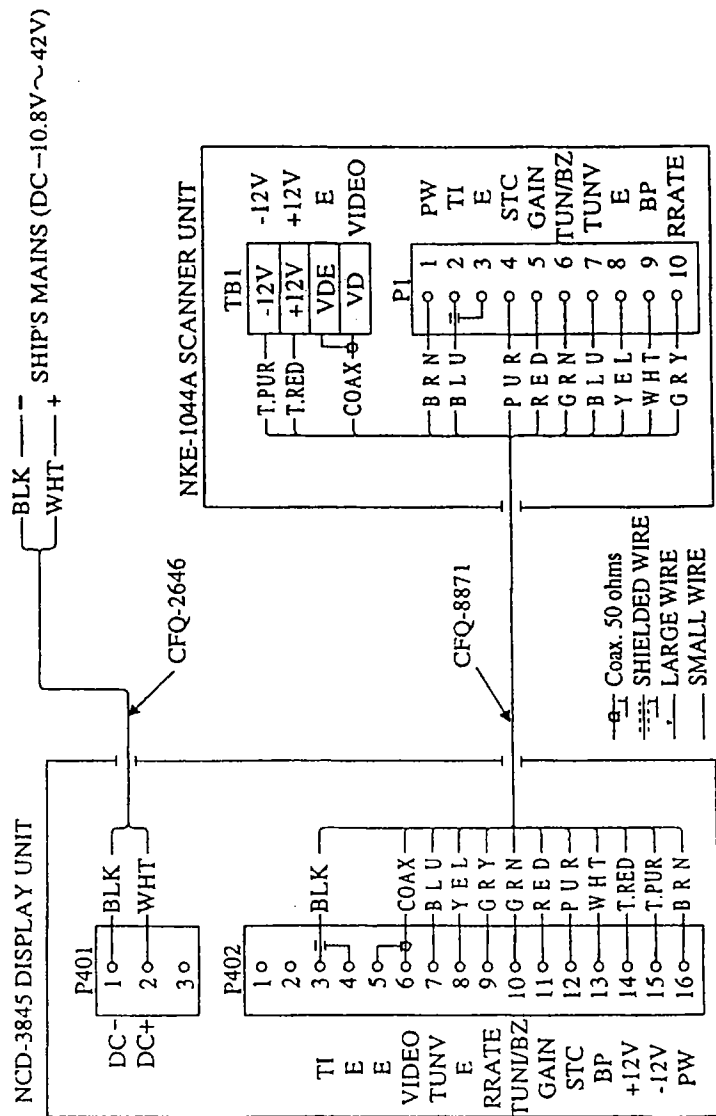 NCD-3845 DISPLAY UNIT
P401
DC- 1 BLK
DC+ 2 WHT
3
BLK -
WHT + SHIP'S MAINS (DC-10.8V~42V)
CFQ-2646
P402
1
2
TI 3 BLK
E 4
E 5
VIDEO 6 COAX
TUNV 7 BLU
E 8 YEL
RRATE 9 GRY
TUNI/BZ 10 GRN
GAIN 11 RED
STC 12 PUR
BP 13 WHT
+12V 14 T.RED
-12V 15 T.PUR
PW 16 BRN
CFQ-8871
NKE-1044A SCANNER UNIT
TB1
T.PUR -12V -12V
T.RED +12V +12V
VDE E
COAX VD VIDEO
P1
BRN 1 PW
BLU 2 TI
3 E
PUR 4 STC
RED 5 GAIN
GRN 6 TUN/BZ
BLU 7 TUNV
YEL 8 E
WHT 9 BP
GRY 10 RRATE
Coax. 50 ohms
SHIELDED WIRE
LARGE WIRE
SMALL WIRE